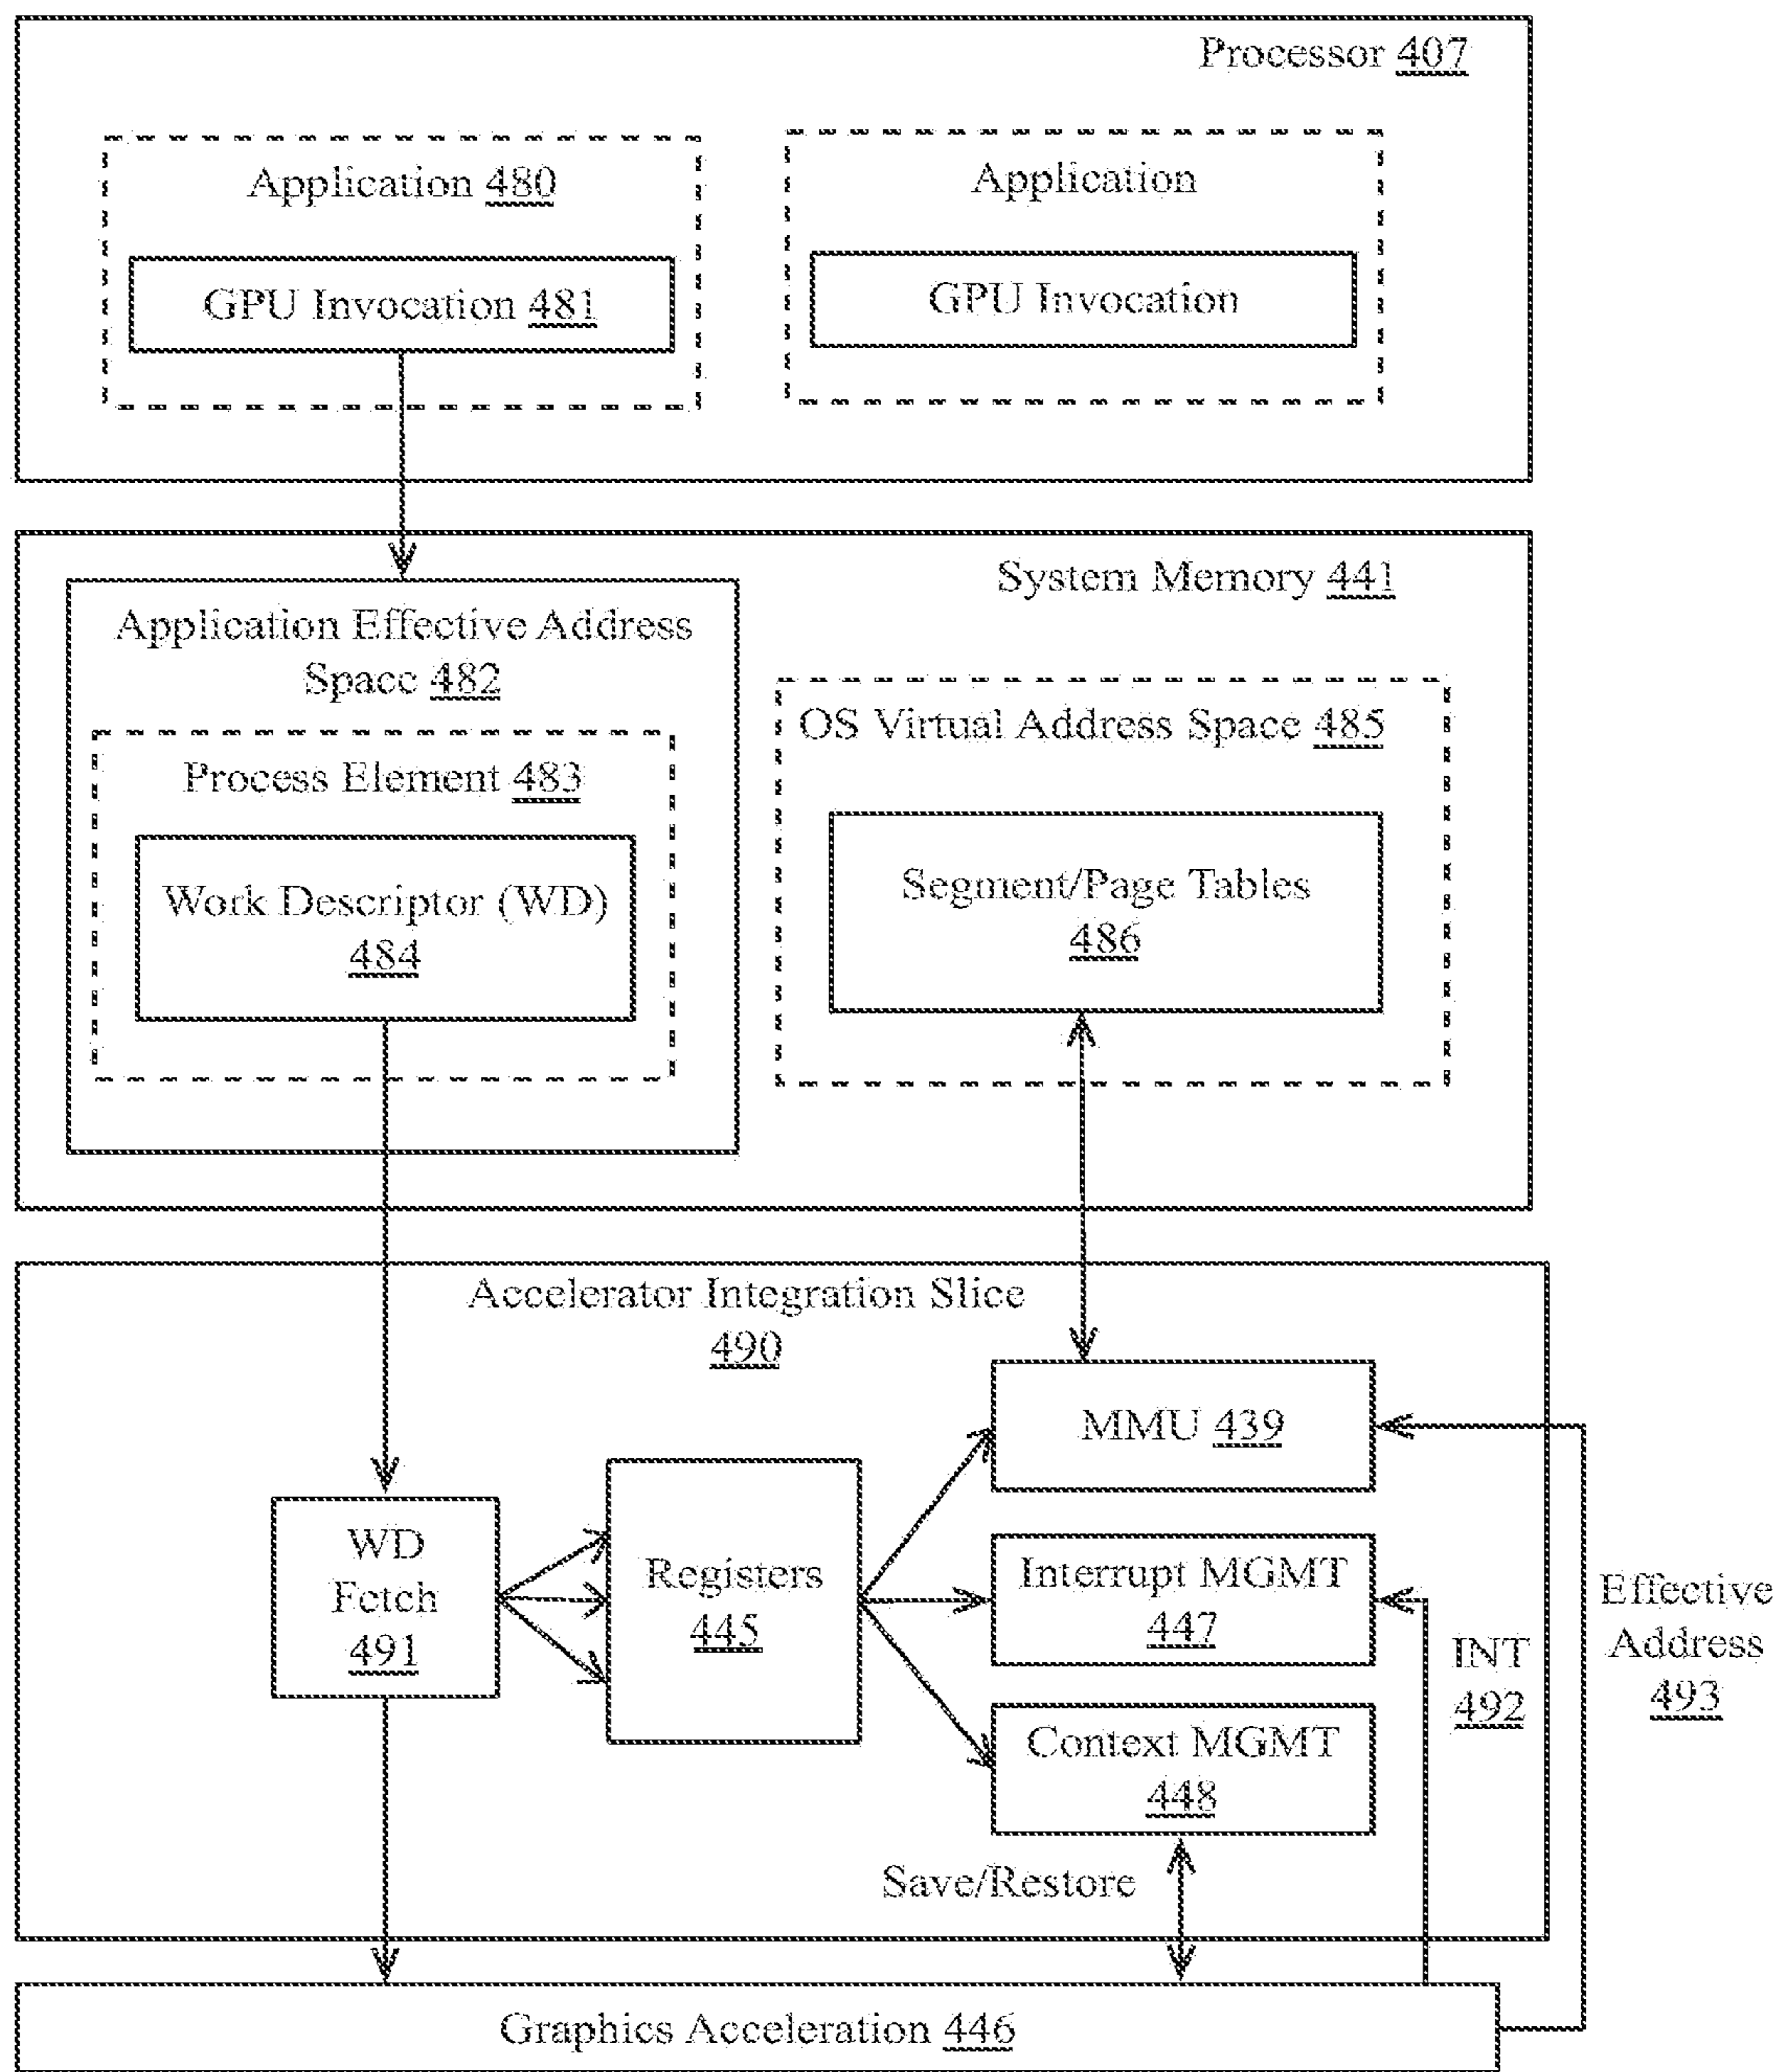 Processor 407
Application 480
Application
GPU Invocation 481
GPU Invocation
System Memory 441
Application Effective Address
Space 482
OS Virtual Address Space 485
Process Element 483
Work Descriptor (WD)
484
Segment/Page Tables
486
Accelerator Integration Slice
490
MMU 439
WD
Fetch
491
Registers
445
Interrupt MGMT
447
Effective
Address
493
INT
492
Context MGMT
448
Save/Restore
Graphics Acceleration 446